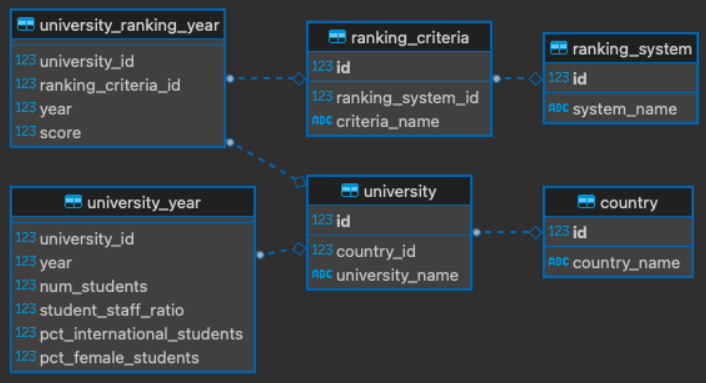 university_ranking_year
123 university_id
123 ranking_criteria_id
123 year
123 score
ranking_criteria
123 id
123 ranking_system_id
ABC criteria_name
ranking_system
123 id
ABC system_name
university_year
123 university_id
123 year
123 num_students
123 student_staff_ratio
123 pct_international_students
123 pct_female_students
university
123 id
123 country_id
ABC university_name
country
123 id
ABC country_name